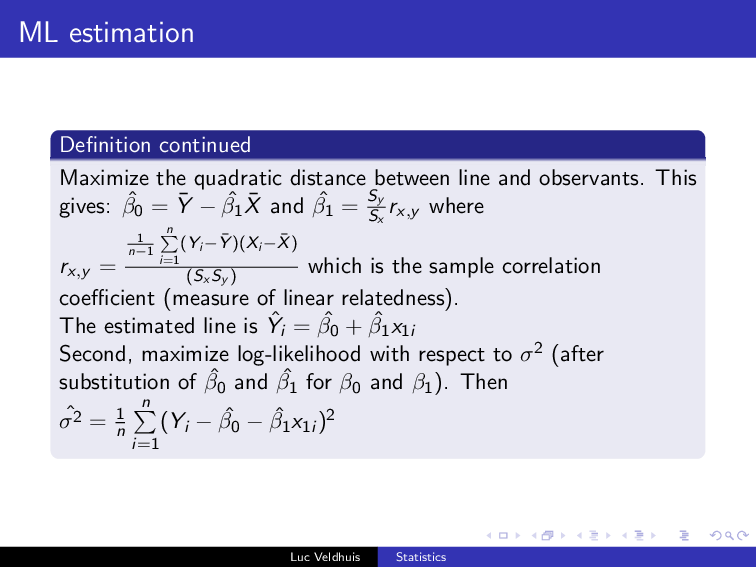 ML estimation
Definition continued
Maximize the quadratic distance between line and observants. This
gives: $\hat{\beta}_0 = \bar{Y} - \hat{\beta}_1 \bar{X}$ and $\hat{\beta}_1 = \frac{S_y}{S_x} r_{x,y}$ where
$r_{x,y} = \frac{\frac{1}{n-1} \sum_{i=1}^{n} (Y_i - \bar{Y})(X_i - \bar{X})}{(S_x S_y)}$ which is the sample correlation
coefficient (measure of linear relatedness).
The estimated line is $\hat{Y}_i = \hat{\beta}_0 + \hat{\beta}_1 x_{1i}$
Second, maximize log-likelihood with respect to $\sigma^2$ (after
substitution of $\hat{\beta}_0$ and $\hat{\beta}_1$ for $\beta_0$ and $\beta_1$). Then
$\hat{\sigma^2} = \frac{1}{n} \sum_{i=1}^{n} (Y_i - \hat{\beta}_0 - \hat{\beta}_1 x_{1i})^2$
Luc Veldhuis
Statistics